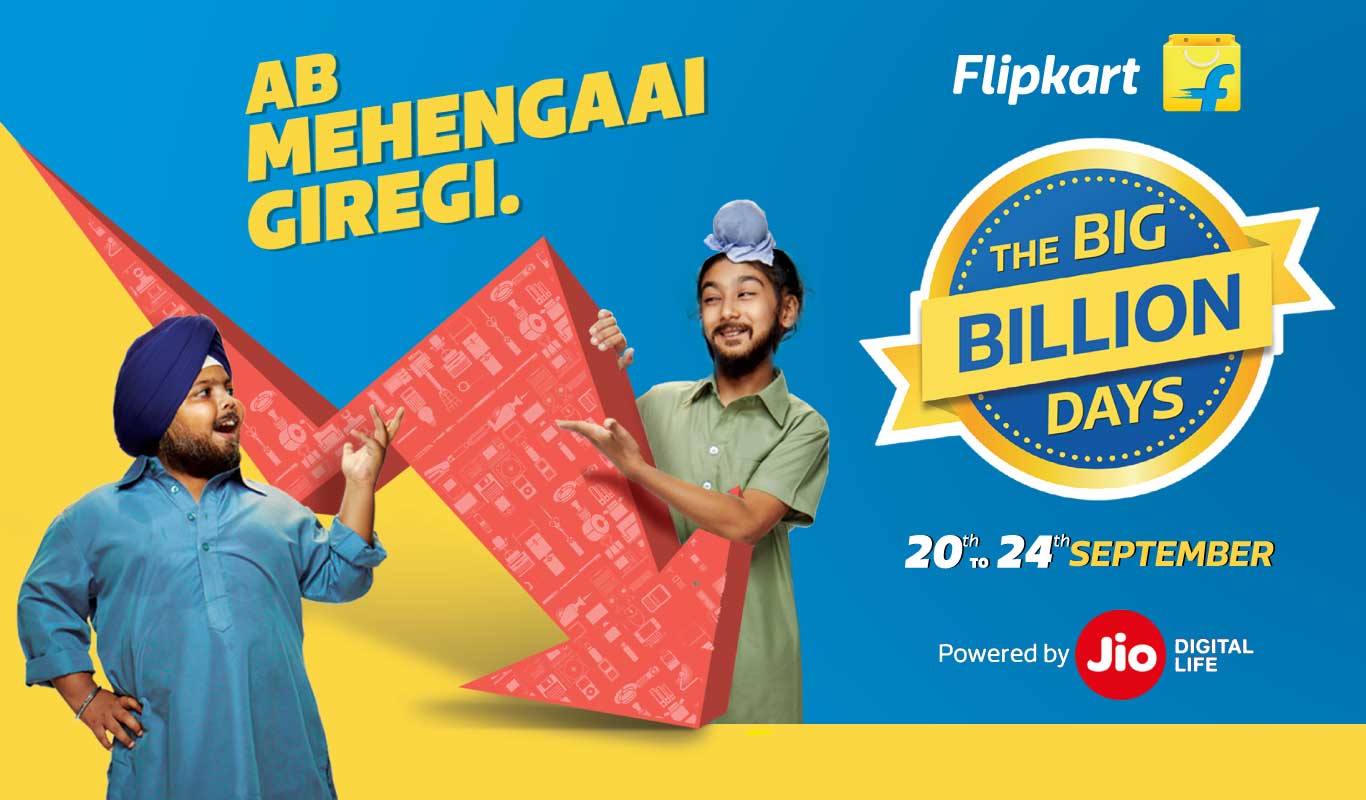 AB
MEHENGAAI
GIREGI.
Flipkart
f
THE BIG
BILLION
DAYS
20th TO 24th SEPTEMBER
Powered by Jio DIGITAL
LIFE